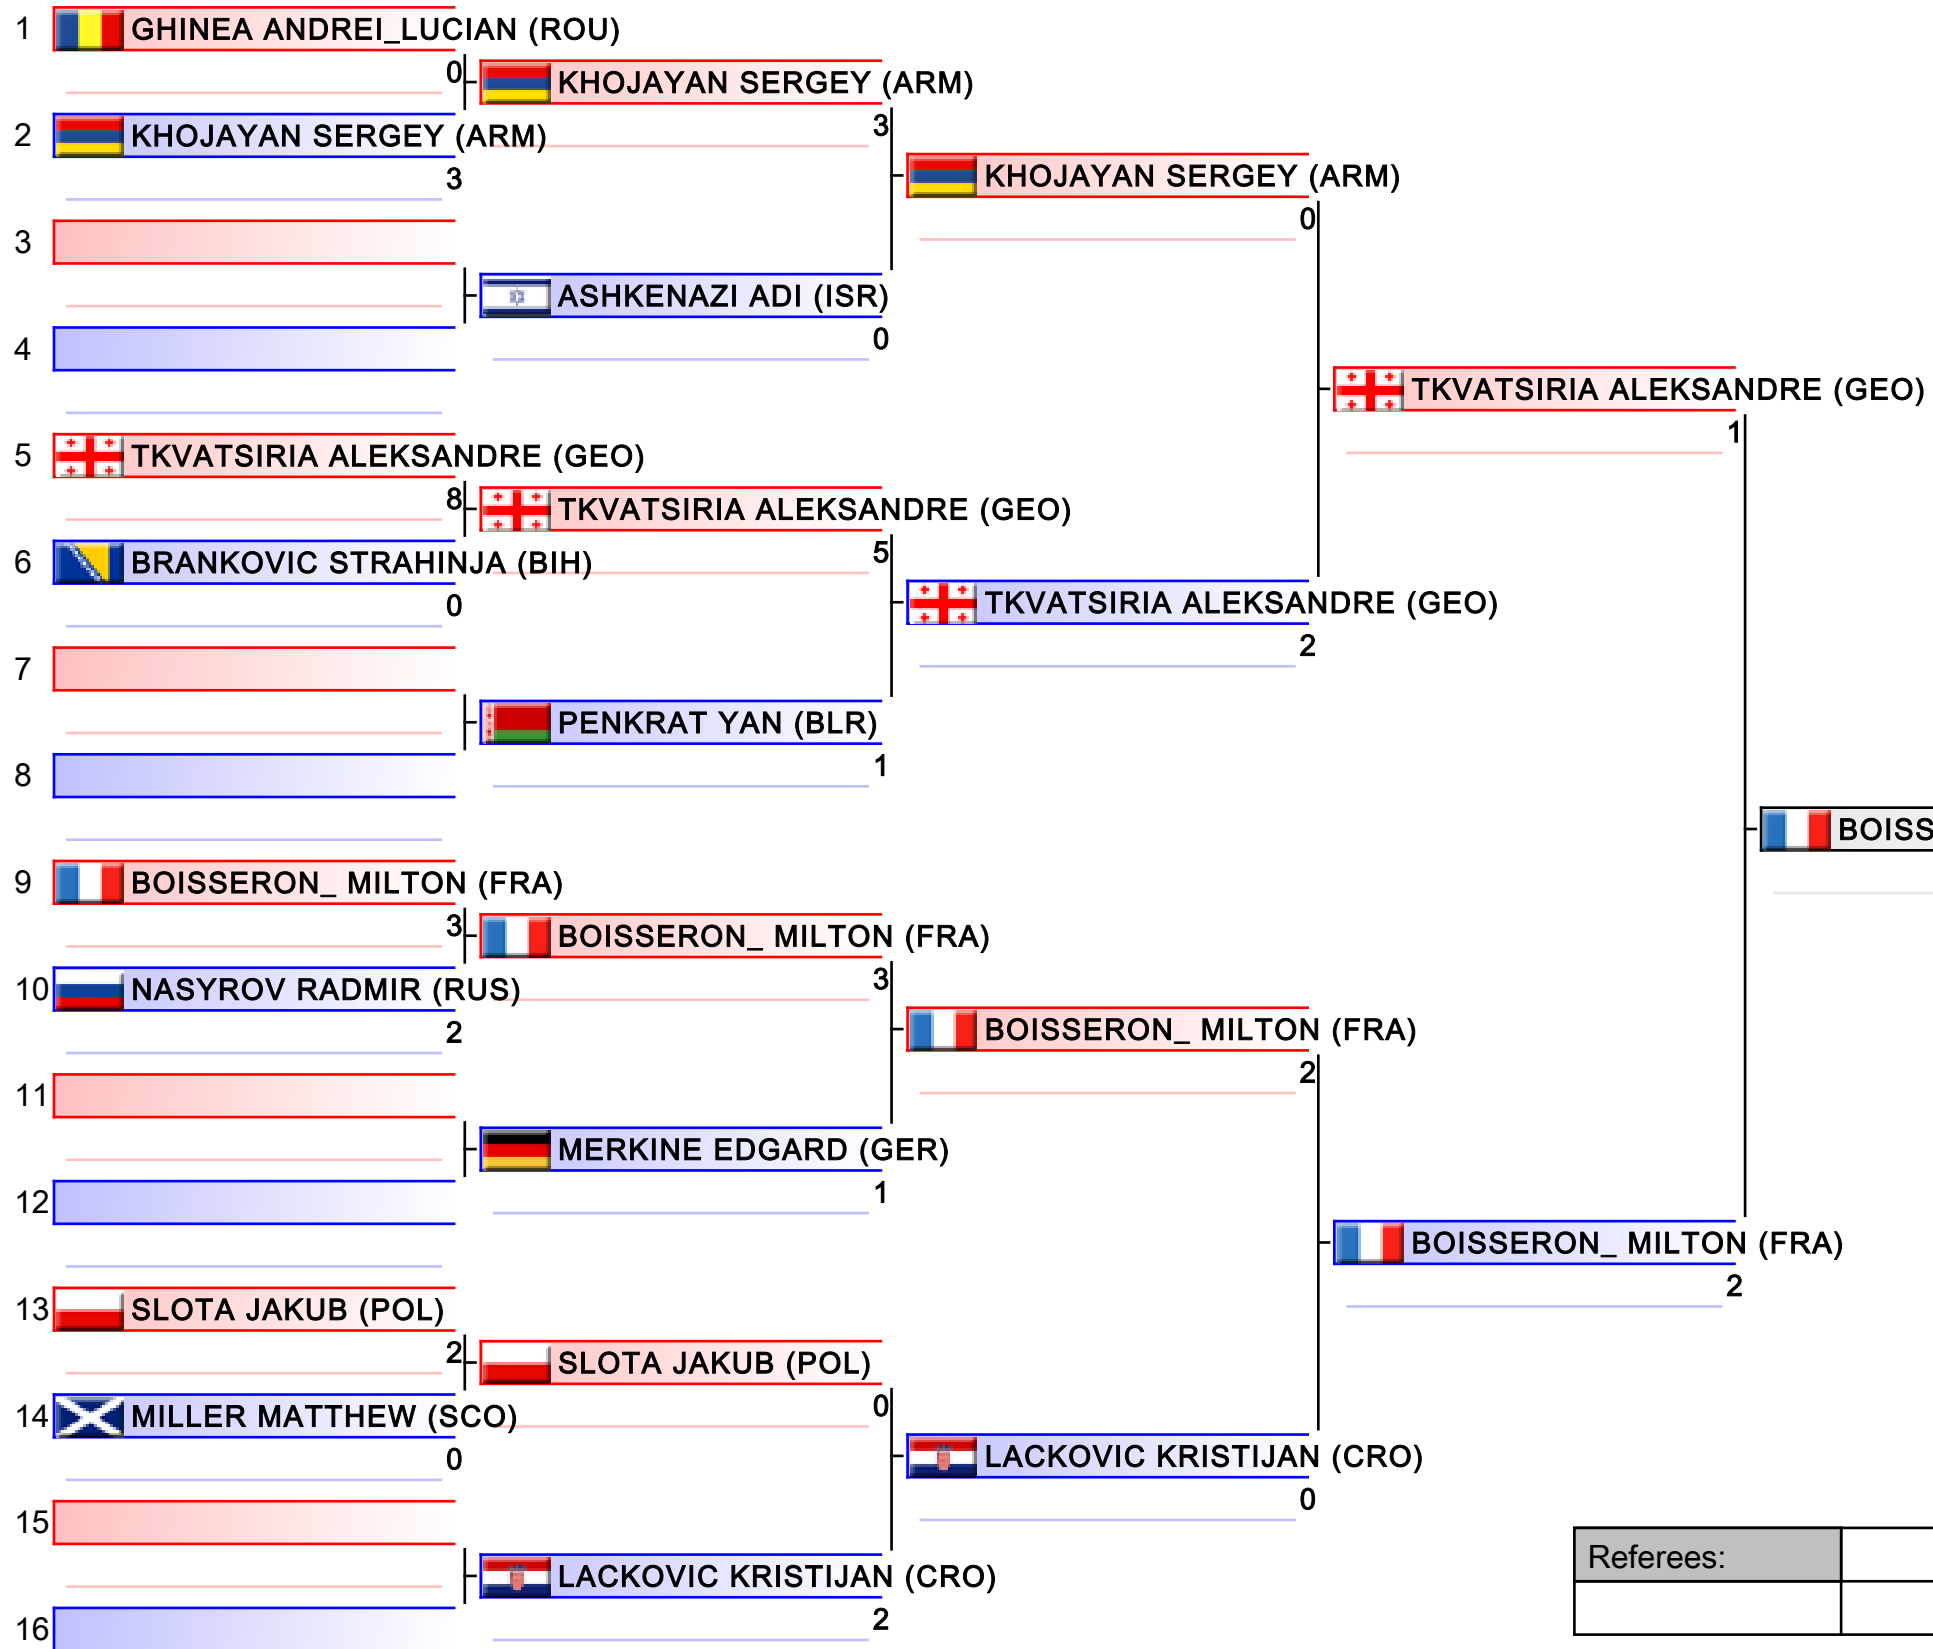 1 GHINEA ANDREI_LUCIAN (ROU)
0
KHOJAYAN SERGEY (ARM)
3
2 KHOJAYAN SERGEY (ARM)
3
KHOJAYAN SERGEY (ARM)
0
3
ASHKENAZI ADI (ISR)
0
4
TKVATSIRIA ALEKSANDRE (GEO)
1
5 TKVATSIRIA ALEKSANDRE (GEO)
8
TKVATSIRIA ALEKSANDRE (GEO)
5
6 BRANKOVIC STRAHINJA (BIH)
0
TKVATSIRIA ALEKSANDRE (GEO)
2
7
PENKRAT YAN (BLR)
1
8
BOISS
9 BOISSERON_ MILTON (FRA)
3
BOISSERON_ MILTON (FRA)
3
10 NASYROV RADMIR (RUS)
2
BOISSERON_ MILTON (FRA)
2
11
MERKINE EDGARD (GER)
1
12
BOISSERON_ MILTON (FRA)
2
13 SLOTA JAKUB (POL)
2
SLOTA JAKUB (POL)
0
14 MILLER MATTHEW (SCO)
0
LACKOVIC KRISTIJAN (CRO)
0
15
LACKOVIC KRISTIJAN (CRO)
2
16
Referees: